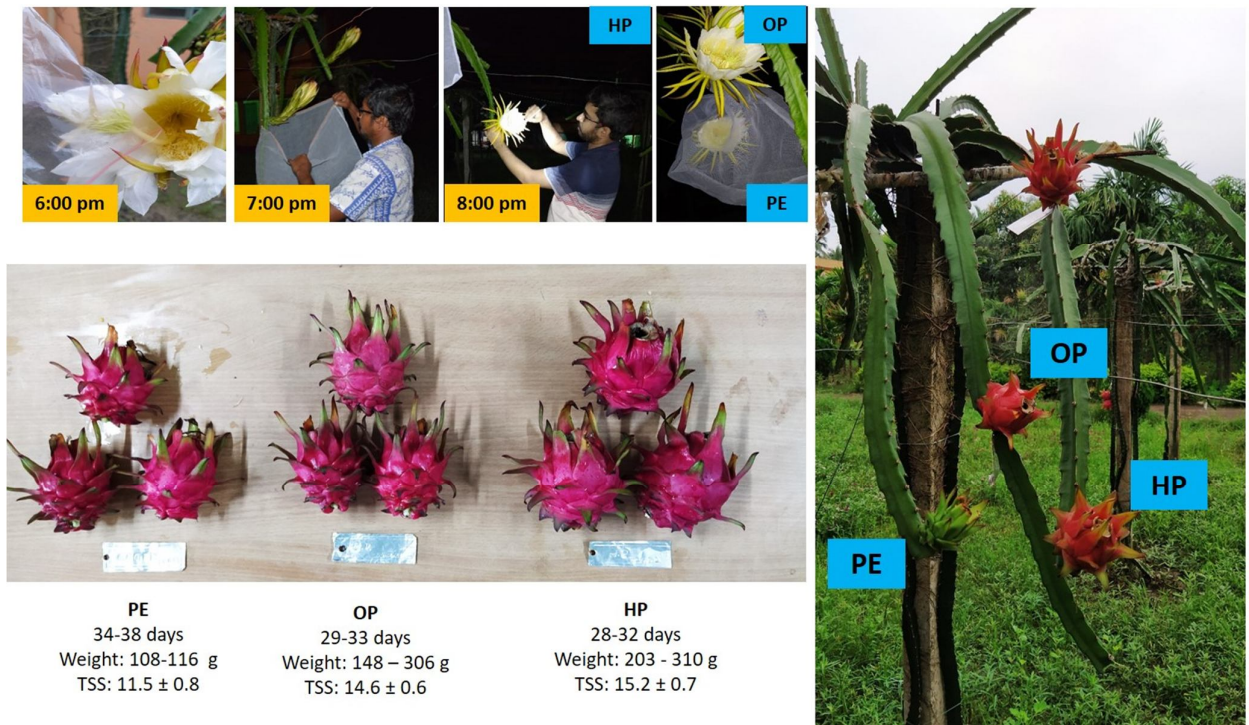 HP
OP
6:00 pm
7:00 pm
8:00 pm
PE
OP
HP
PE
PE
34-38 days
Weight: 108-116 g
TSS: 11.5 ± 0.8
OP
29-33 days
Weight: 148 – 306 g
TSS: 14.6 ± 0.6
HP
28-32 days
Weight: 203 - 310 g
TSS: 15.2 ± 0.7